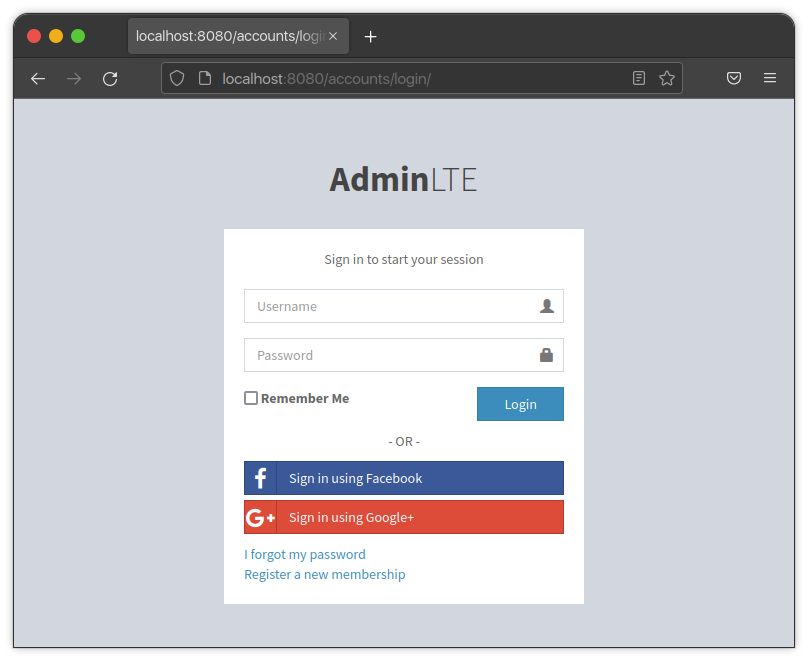 localhost:8080/accounts/login
localhost:8080/accounts/login/
AdminLTE
Sign in to start your session
Username
Password
Remember Me
Login
- OR -
Sign in using Facebook
Sign in using Google+
I forgot my password
Register a new membership